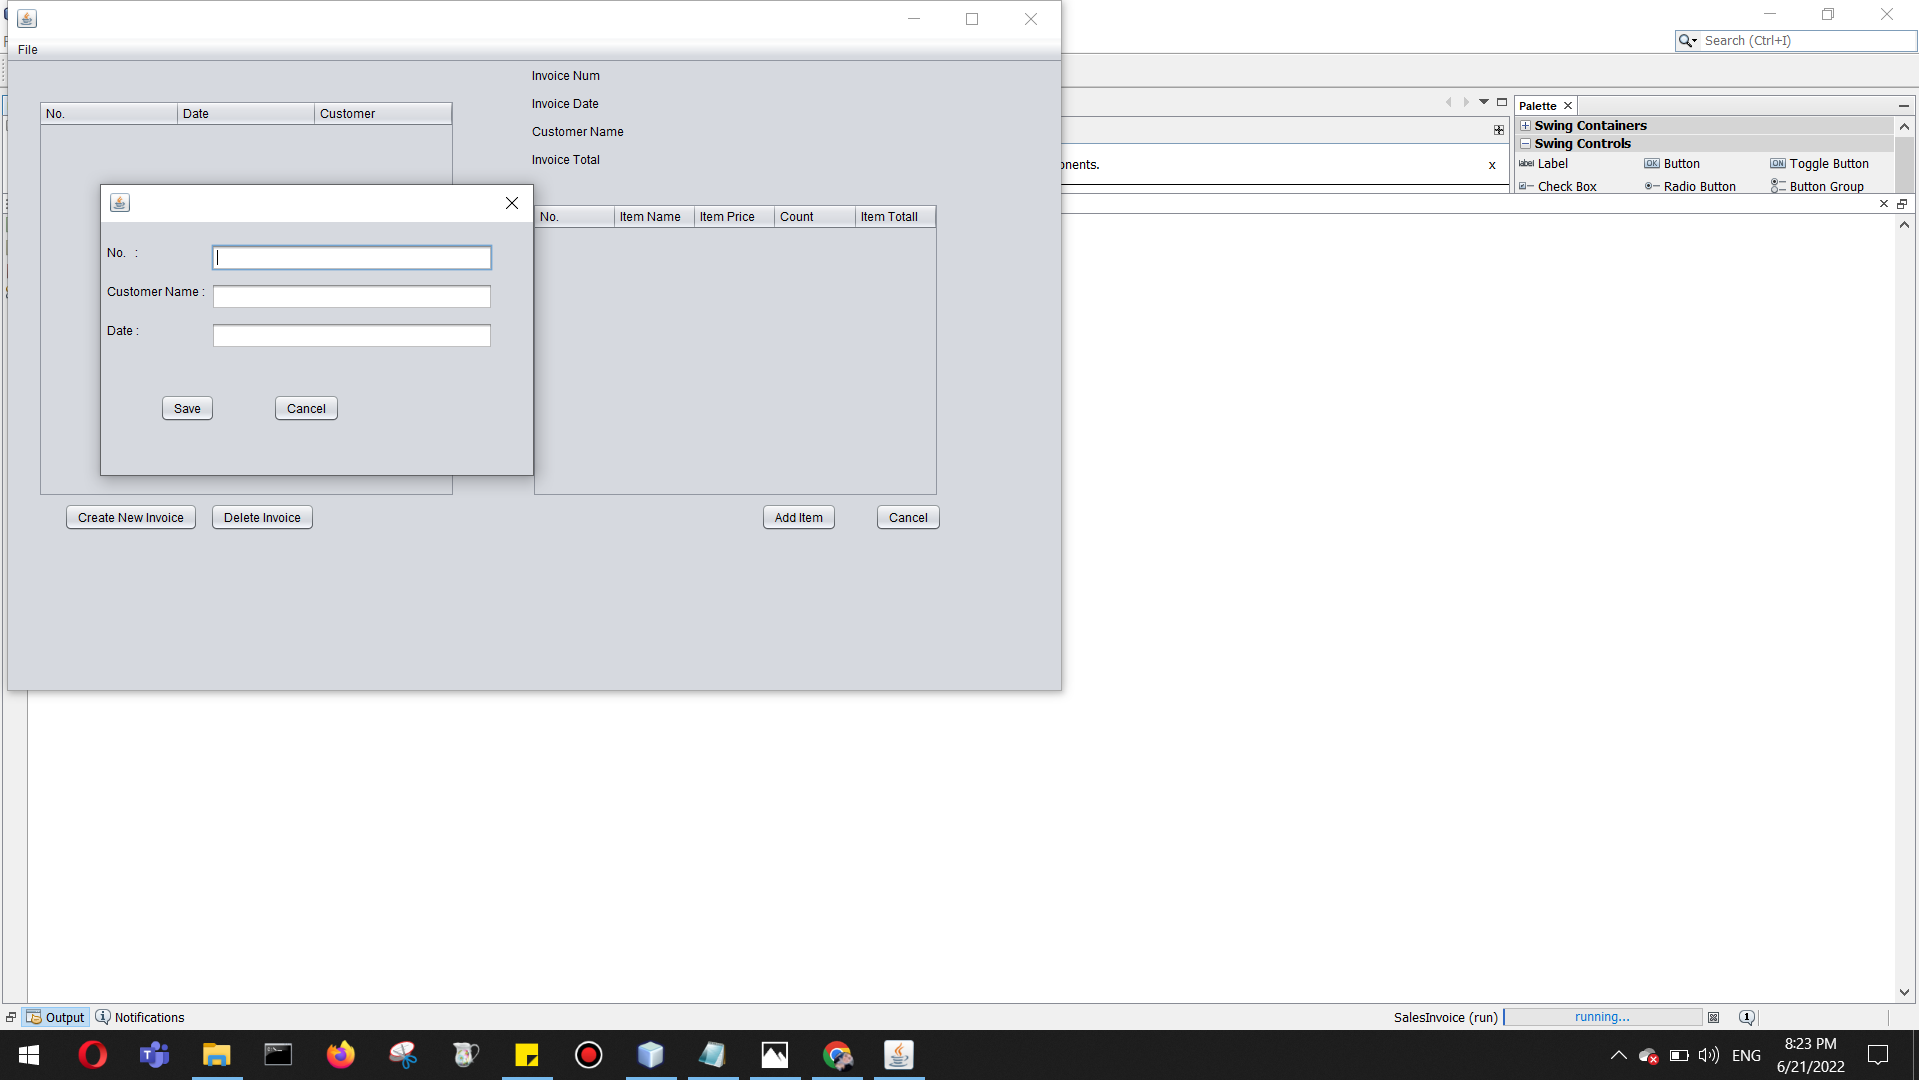 File
Search (Ctrl+I)
Invoice Num
Invoice Date
Customer Name
Invoice Total
No. Date Customer
Palette
Swing Containers
Swing Controls
Label Button Toggle Button
Check Box Radio Button Button Group
onents. x
No. Item Name Item Price Count Item Totall
No. :
Customer Name :
Date :
Save Cancel
Create New Invoice Delete Invoice Add Item Cancel
Output Notifications SalesInvoice (run) running...
ENG
8:23 PM
6/21/2022